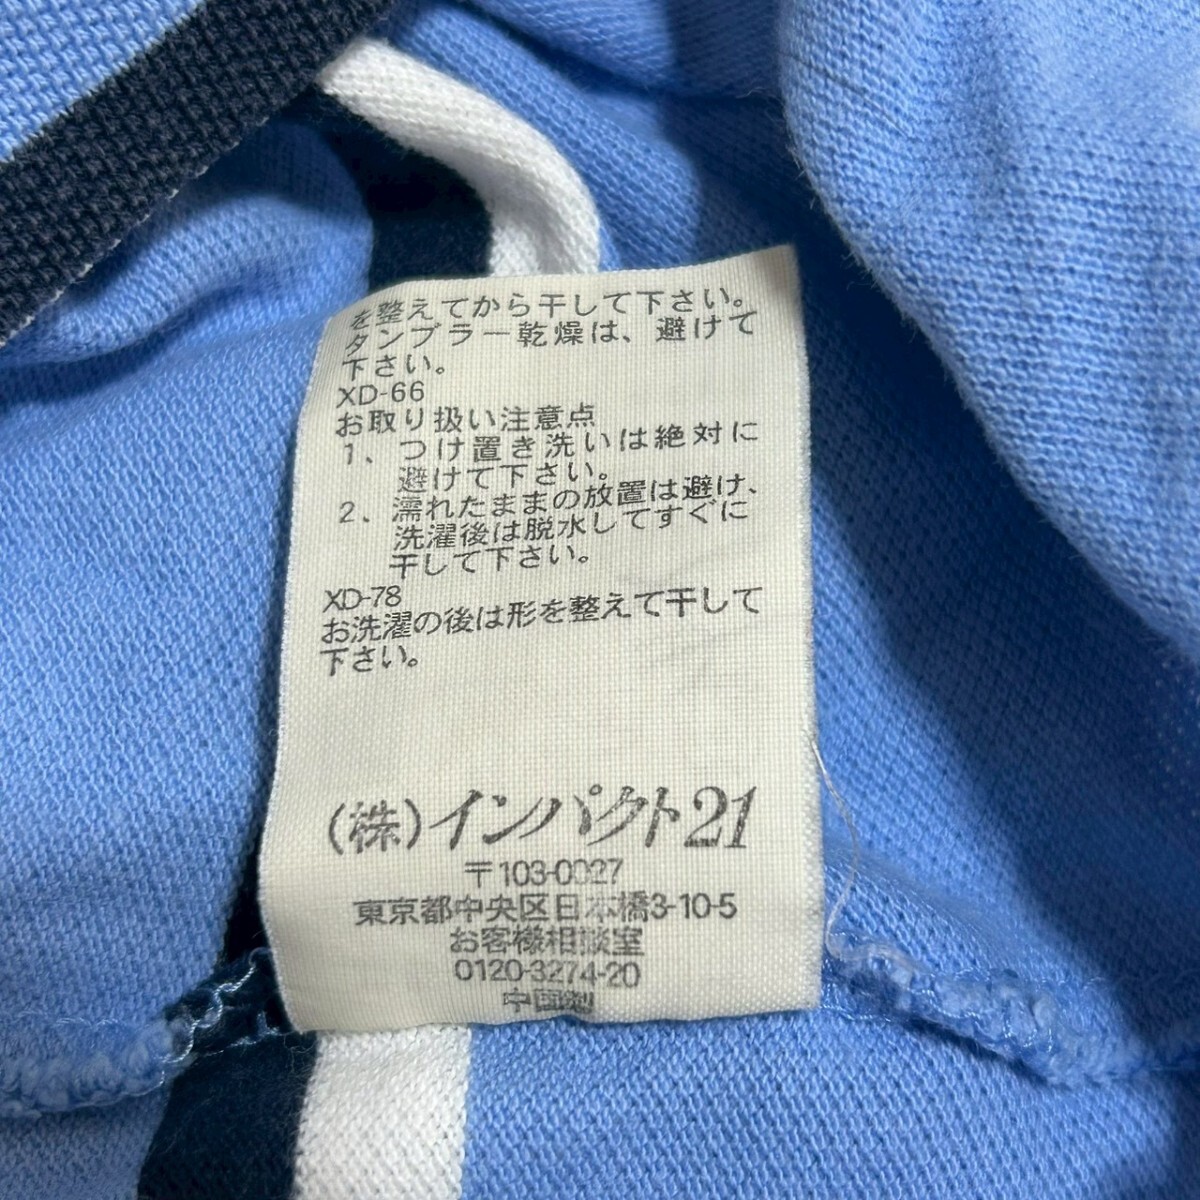 を整えてから干して下さい。
タンブラー乾燥は、避けて
下さい。
XD-66
お取り扱い注意点
1、つけ置き洗いは絶対に
避けて下さい。
2、濡れたままの放置は避け、
洗濯後は脱水してすぐに
干して下さい。
XD-78
お洗濯の後は形を整えて干して
下さい。
(株)インパクト21
〒103-0027
東京都中央区日本橋3-10-5
お客様相談室
0120-3274-20
中国製